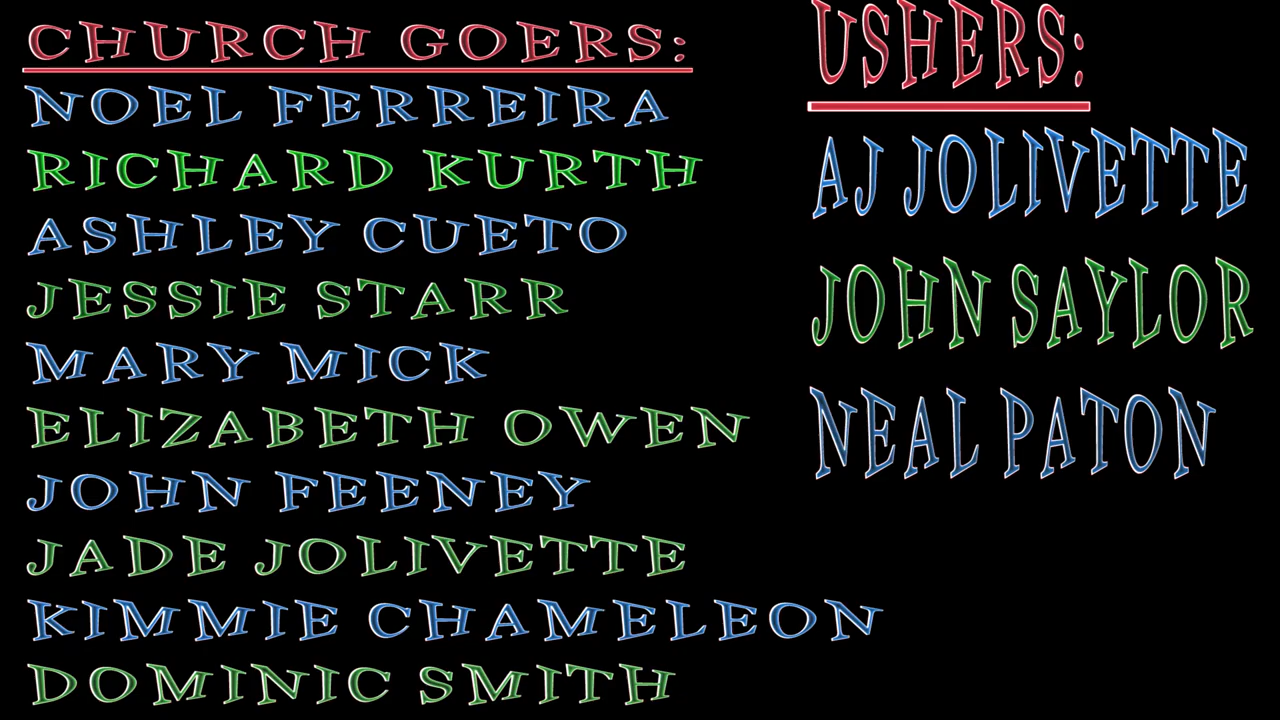 CHURCH GOERS:
NOEL FERREIRA
RICHARD KURTH
ASHLEY CUETO
JESSIE STARR
MARY MICK
ELIZABETH OWEN
JOHN FEENEY
JADE JOLIVETTE
KIMMIE CHAMELEON
DOMINIC SMITH
USHERS:
AJ JOLIVETTE
JOHN SAYLOR
NEAL PATON